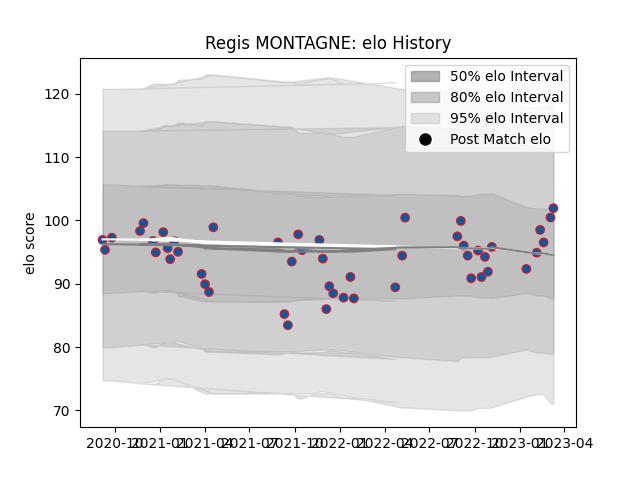 Regis MONTAGNE: elo History
50% elo Interval
80% elo Interval
95% elo Interval
Post Match elo
elo score
120
110
100
90
80
70
2020-10 2021-01 2021-04 2021-07 2021-10 2022-01 2022-04 2022-07 2022-10 2023-01 2023-04